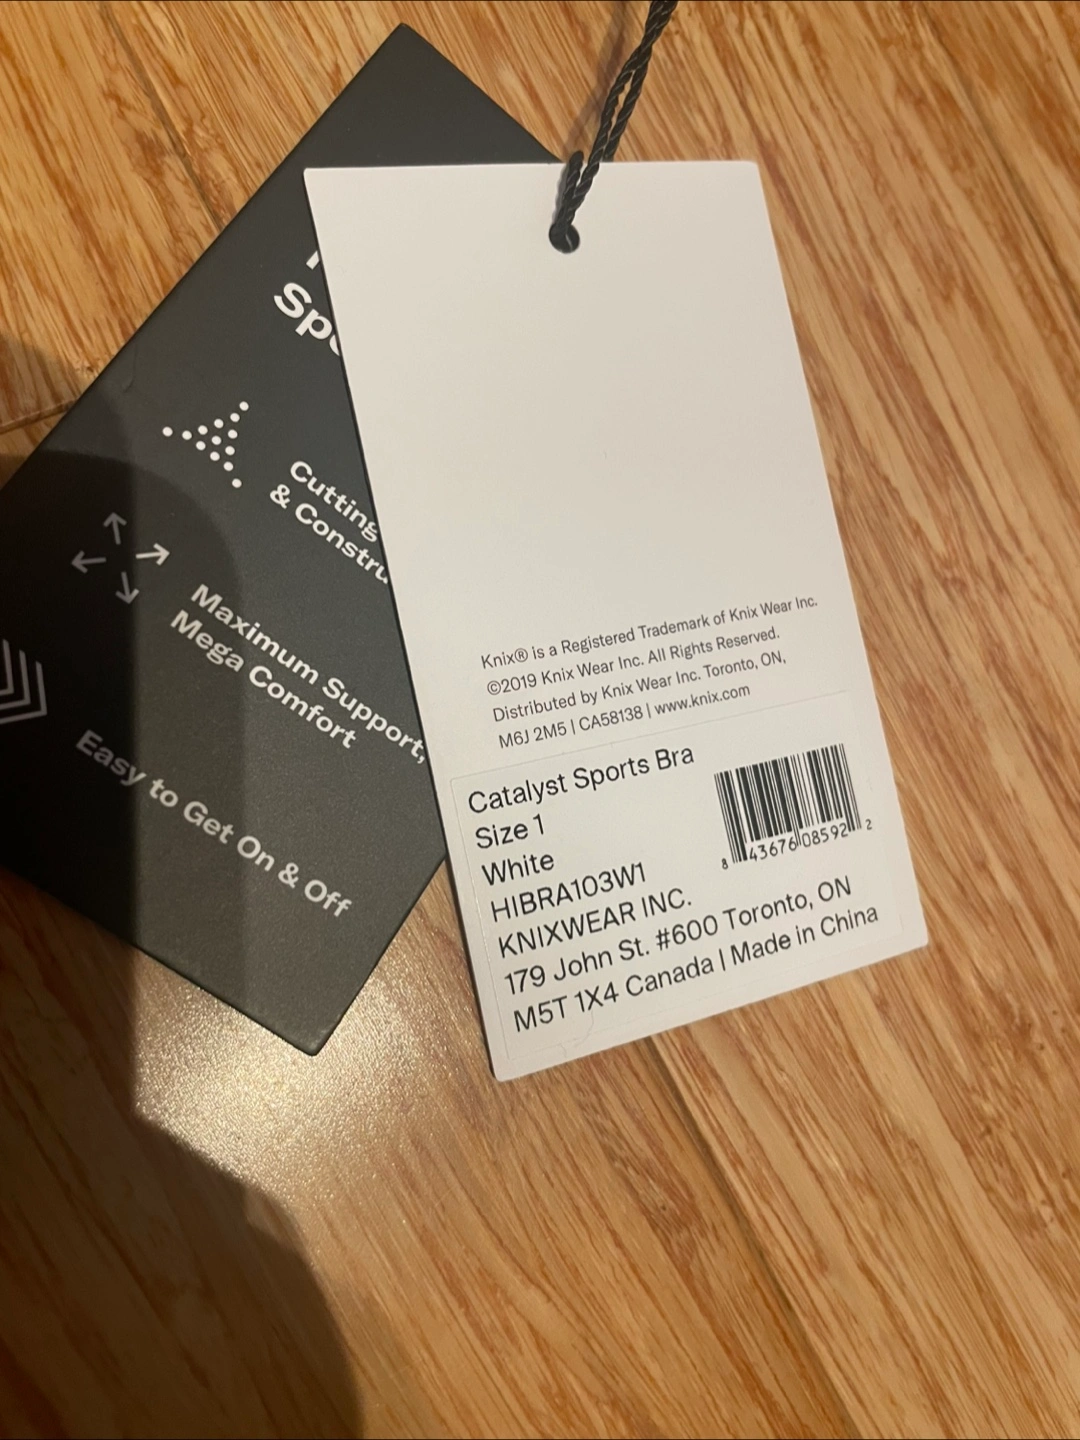 Cutting
Maximum Support,
Mega Comfort
Easy to Get On & Off
Knix® is a Registered Trademark of Knix Wear Inc.
©2019 Knix Wear Inc. All Rights Reserved.
Distributed by Knix Wear Inc. Toronto, ON,
M6J 2M5 | CA58138 | www.knix.com
Catalyst Sports Bra
Size 1
White
HIBRA103W1
KNIXWEAR INC.
179 John St. #600 Toronto, ON
M5T 1X4 Canada | Made in China
8 43676 08592 2